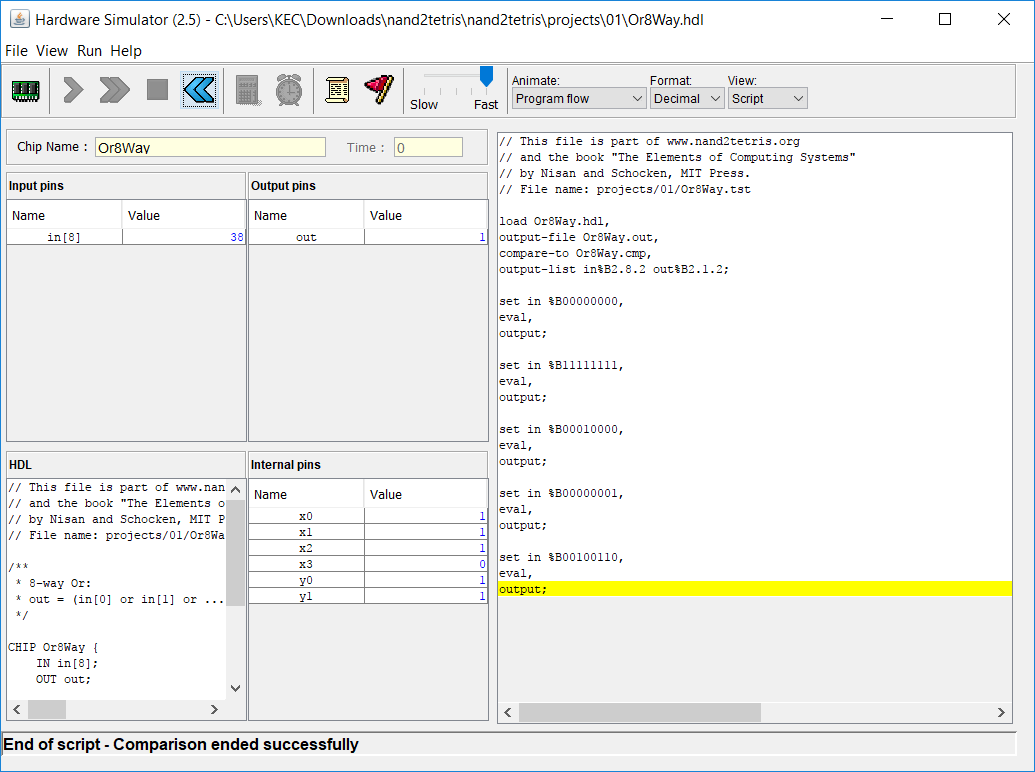 Hardware Simulator (2.5) - C:\Users\KEC\Downloads\nand2tetris\nand2tetris\projects\01\Or8Way.hdl
File View Run Help
Slow Fast
Animate: Format: View:
Program flow Decimal Script
Chip Name : Or8Way Time : 0
Input pins
Name Value
in[8] 38
Output pins
Name Value
out 1
HDL
// This file is part of www.nan
// and the book "The Elements o
// by Nisan and Schocken, MIT P
// File name: projects/01/Or8Wa
/**
* 8-way Or:
* out = (in[0] or in[1] or ...
*/
CHIP Or8Way {
IN in[8];
OUT out;
Internal pins
Name Value
x0 1
x1 1
x2 1
x3 0
y0 1
y1 1
// This file is part of www.nand2tetris.org
// and the book "The Elements of Computing Systems"
// by Nisan and Schocken, MIT Press.
// File name: projects/01/Or8Way.tst
load Or8Way.hdl,
output-file Or8Way.out,
compare-to Or8Way.cmp,
output-list in%B2.8.2 out%B2.1.2;
set in %B00000000,
eval,
output;
set in %B11111111,
eval,
output;
set in %B00010000,
eval,
output;
set in %B00000001,
eval,
output;
set in %B00100110,
eval,
output;
End of script - Comparison ended successfully